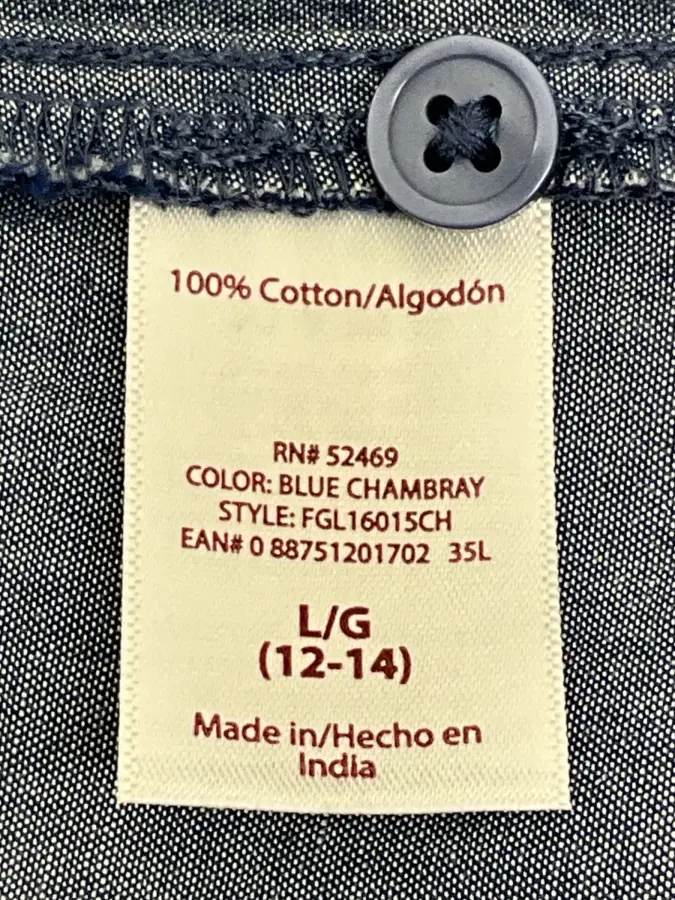 100% Cotton/Algodón
RN# 52469
COLOR: BLUE CHAMBRAY
STYLE: FGL16015CH
EAN# 0 88751201702 35L
L/G
(12-14)
Made in/Hecho en
India